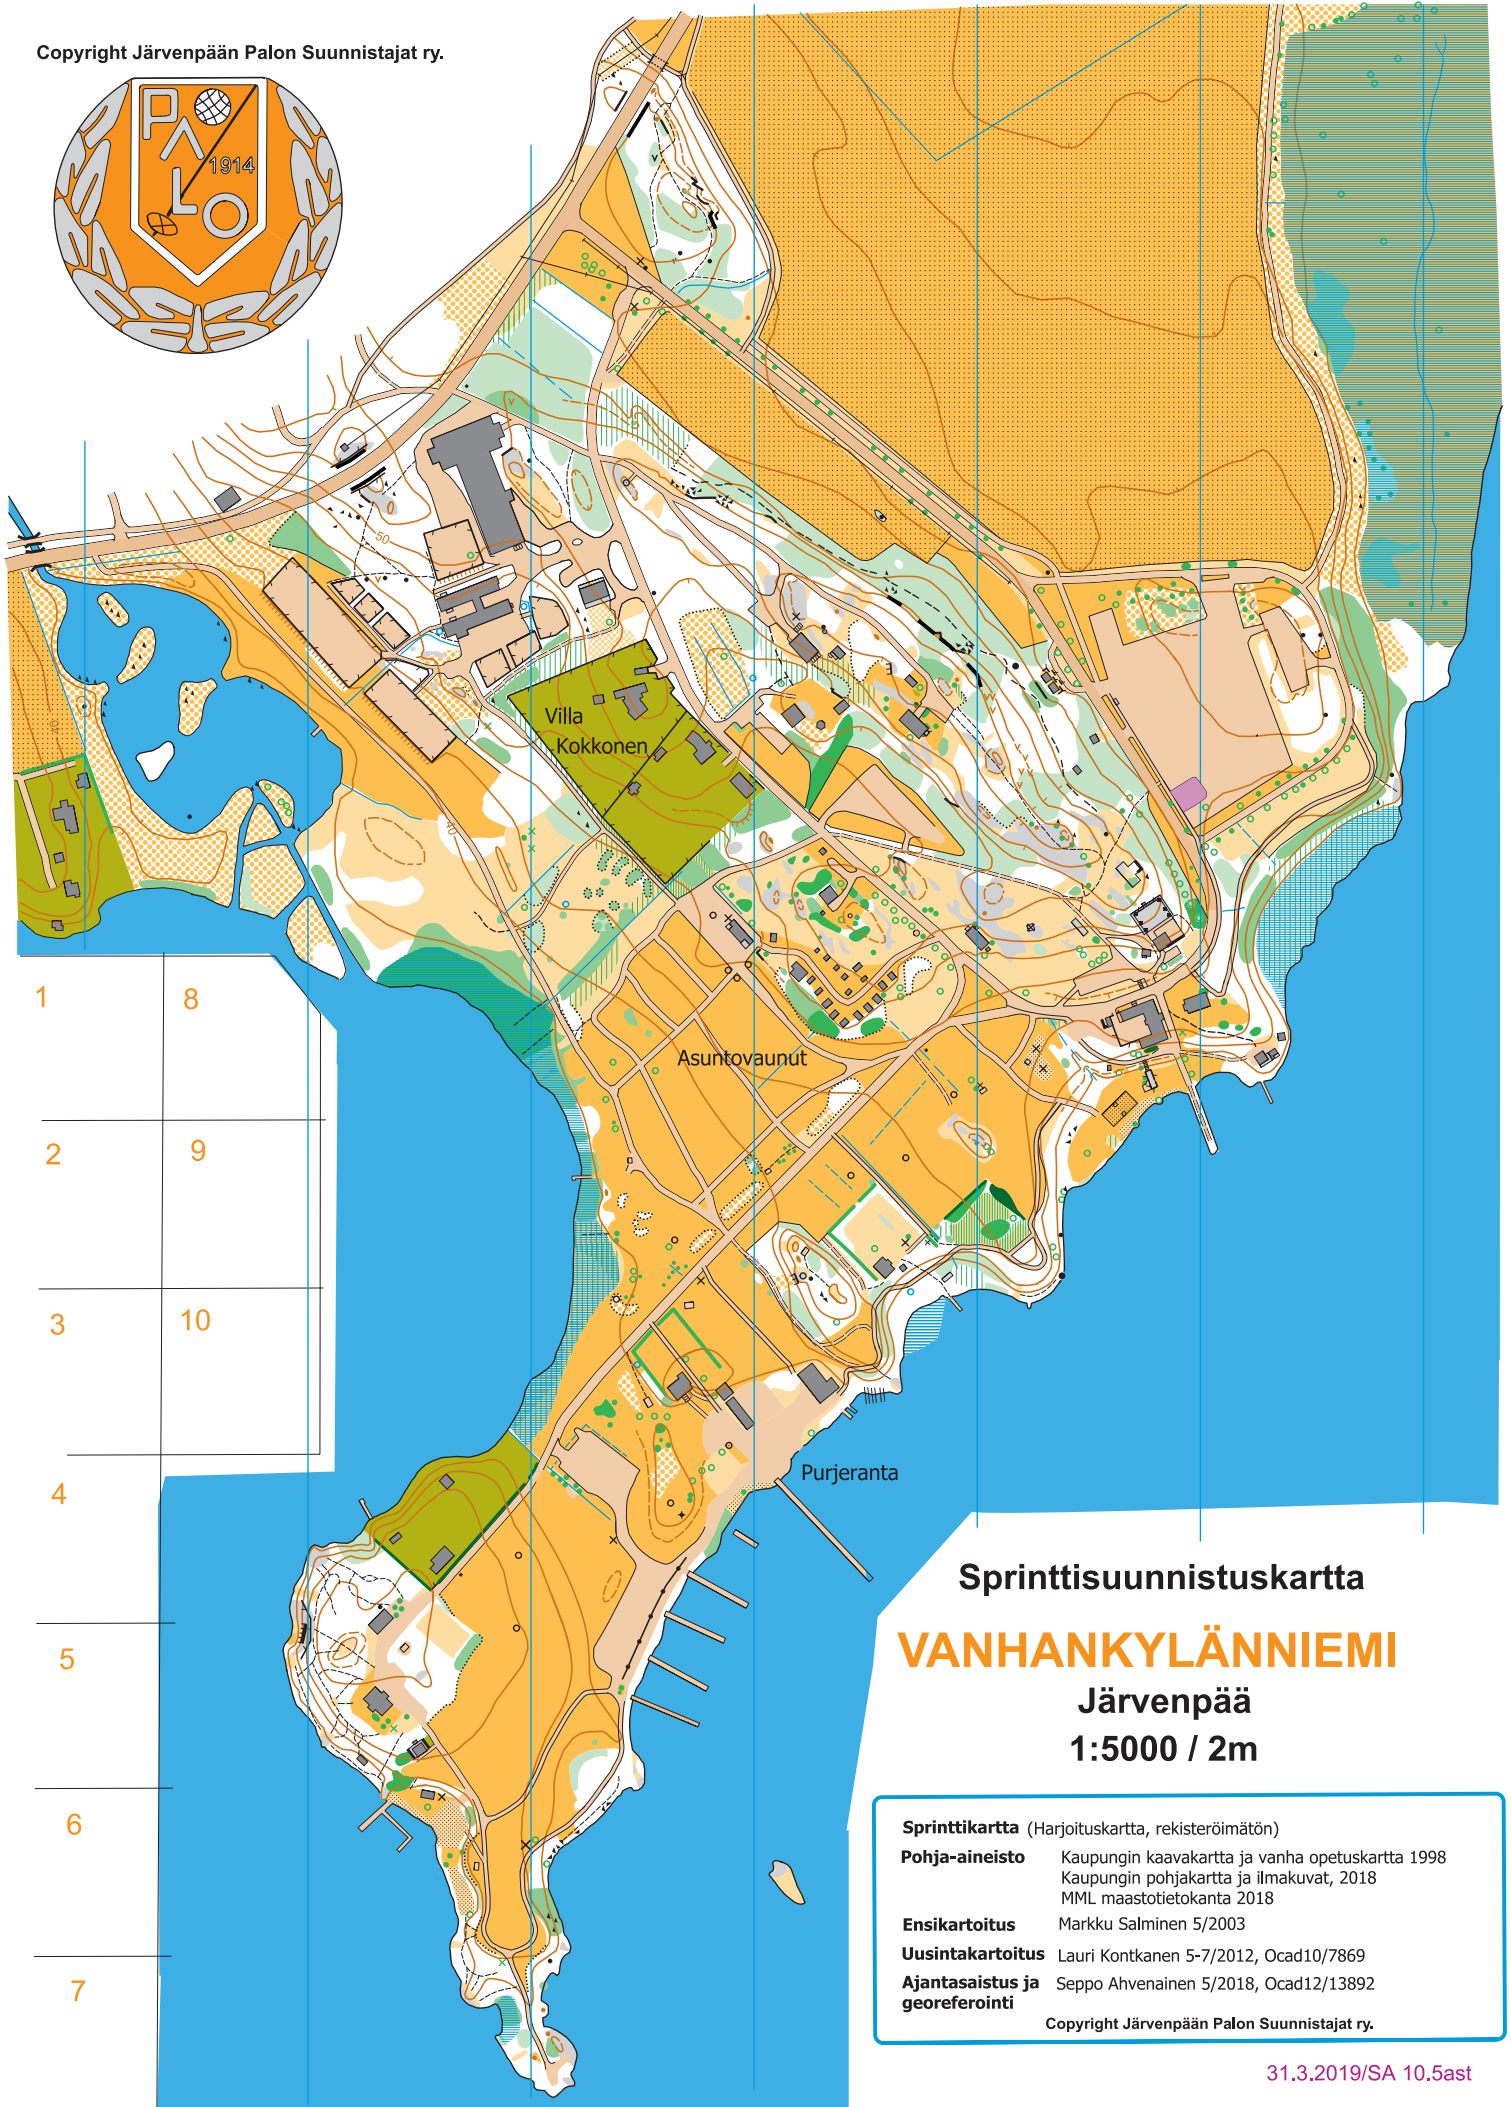 Copyright Järvenpään Palon Suunnistajat ry.
PALO
1914
50
Villa
Kokkonen
40
Asuntovaunut
Purjeranta
1
8
2
9
3
10
4
5
6
7
Sprinttisuunnistuskartta
VANHANKYLÄNNIEMI
Järvenpää
1:5000 / 2m
Sprinttikartta (Harjoituskartta, rekisteröimätön)
Pohja-aineisto Kaupungin kaavakartta ja vanha opetuskartta 1998
Kaupungin pohjakartta ja ilmakuvat, 2018
MML maastotietokanta 2018
Ensikartoitus Markku Salminen 5/2003
Uusintakartoitus Lauri Kontkanen 5-7/2012, Ocad10/7869
Ajantasaistus ja Seppo Ahvenainen 5/2018, Ocad12/13892
georeferointi
Copyright Järvenpään Palon Suunnistajat ry.
31.3.2019/SA 10.5ast